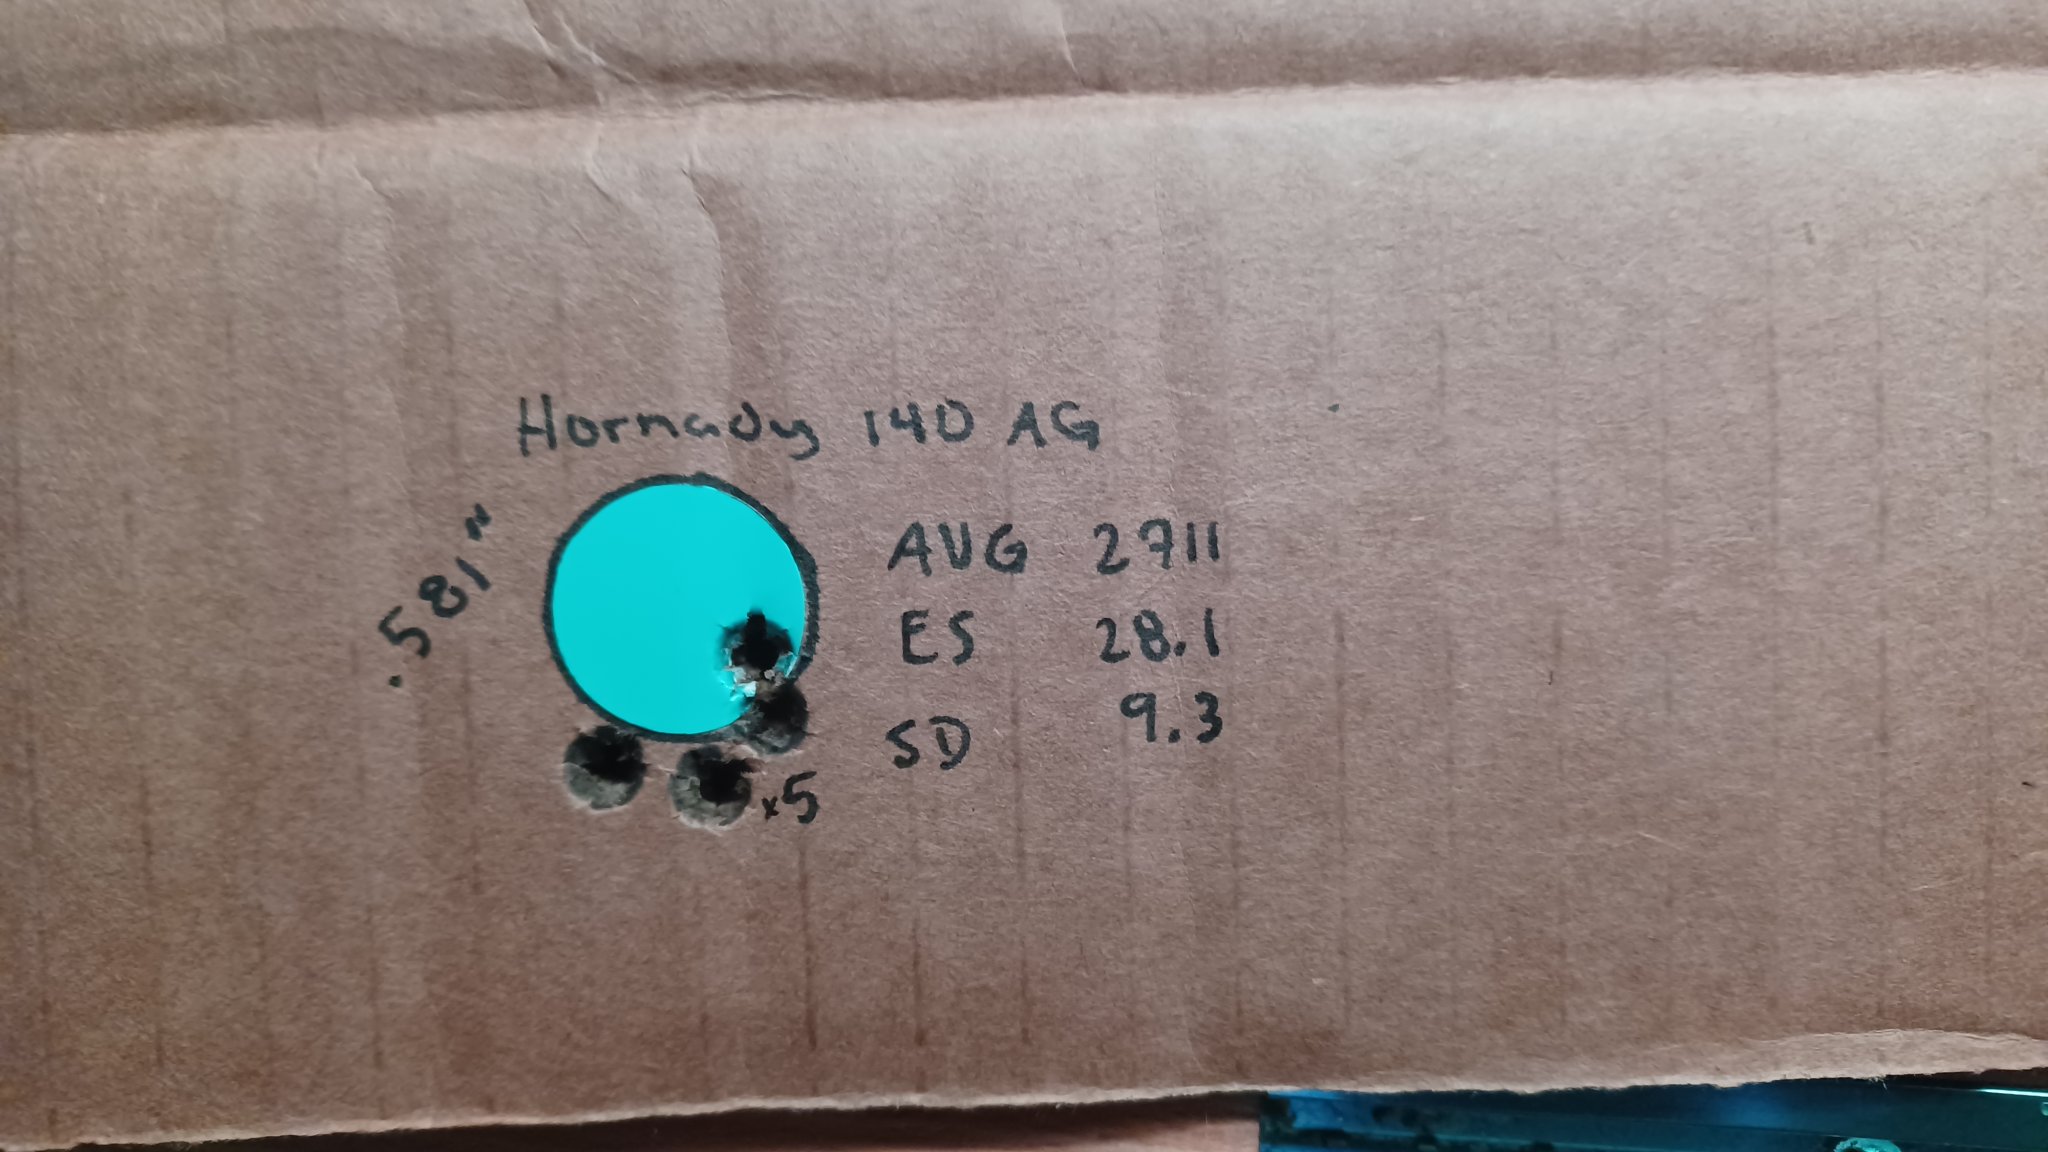 Hornady 140 AG
.581"
AVG 2711
ES 28.1
SD 9.3
x5